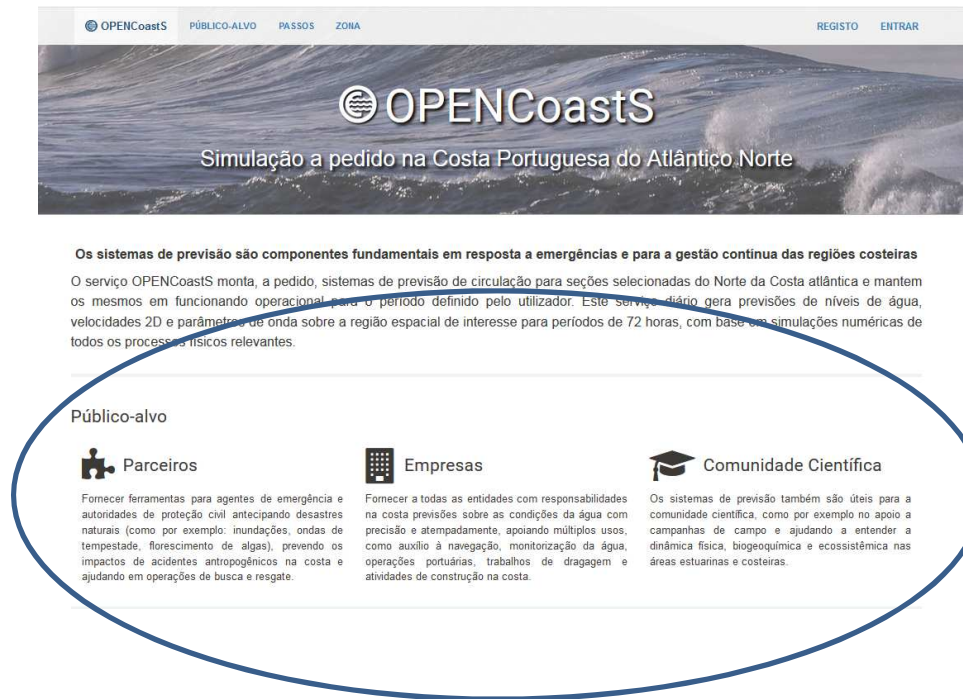 OPENCoastS PÚBLICO-ALVO PASSOS ZONA REGISTO ENTRAR
OPENCoastS
Simulação a pedido na Costa Portuguesa do Atlântico Norte
Os sistemas de previsão são componentes fundamentais em resposta a emergências e para a gestão contínua das regiões costeiras
O serviço OPENCoastS monta, a pedido, sistemas de previsão de circulação para seções selecionadas do Norte da Costa atlântica e mantem
os mesmos em funcionando operacional para o período definido pelo utilizador. Este serviço diário gera previsões de níveis de água,
velocidades 2D e parâmetros de onda sobre a região espacial de interesse para períodos de 72 horas, com base em simulações numéricas de
todos os processos físicos relevantes.
Público-alvo
Parceiros
Fornecer ferramentas para agentes de emergência e
autoridades de proteção civil antecipando desastres
naturais (como por exemplo: inundações, ondas de
tempestade, florescimento de algas), prevendo os
impactos de acidentes antropogênicos na costa e
ajudando em operações de busca e resgate.
Empresas
Fornecer a todas as entidades com responsabilidades
na costa previsões sobre as condições da água com
precisão e atempadamente, apoiando múltiplos usos,
como auxílio à navegação, monitorização da água,
operações portuárias, trabalhos de dragagem e
atividades de construção na costa.
Comunidade Científica
Os sistemas de previsão também são úteis para a
comunidade científica, como por exemplo no apoio a
campanhas de campo e ajudando a entender a
dinâmica física, biogeoquímica e ecossistêmica nas
áreas estuarinas e costeiras.